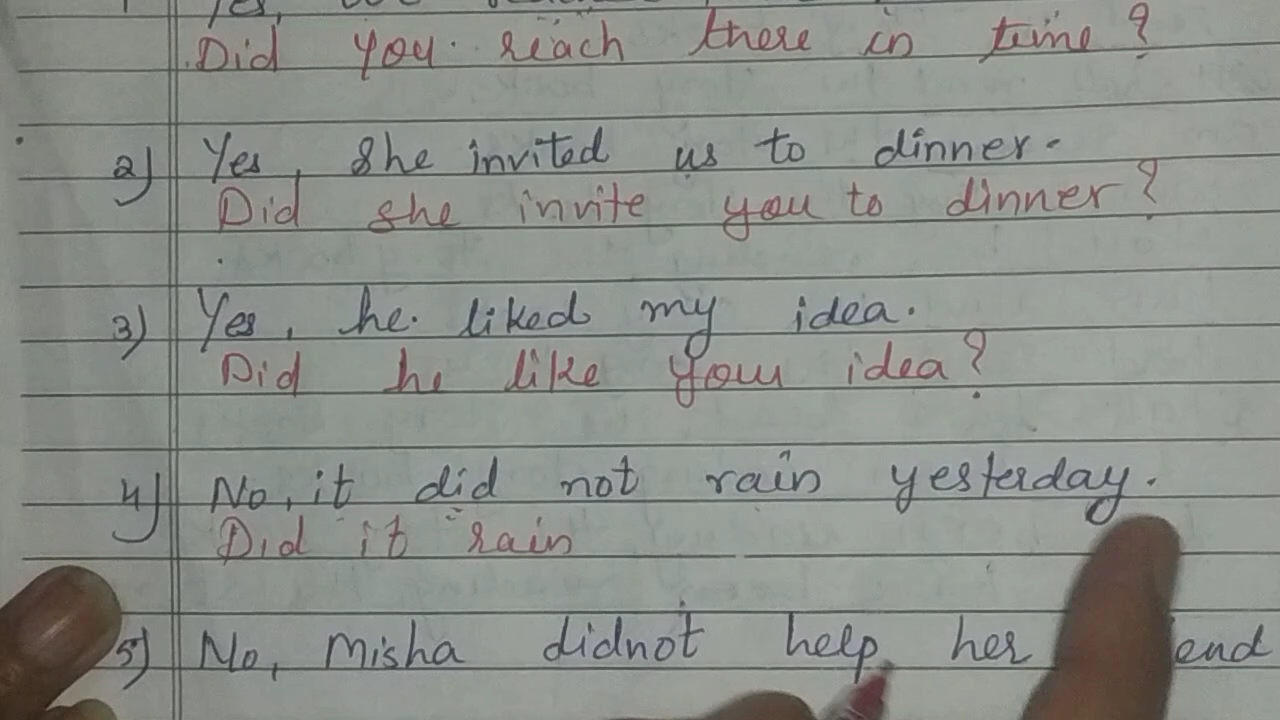 Yes,
Did you reach there in time?
2) Yes, she invited us to dinner.
Did she invite you to dinner?
3) Yes, he liked my idea.
Did he like your idea?
4) No, it did not rain yesterday.
Did it rain
5) No, Misha didnot help her end